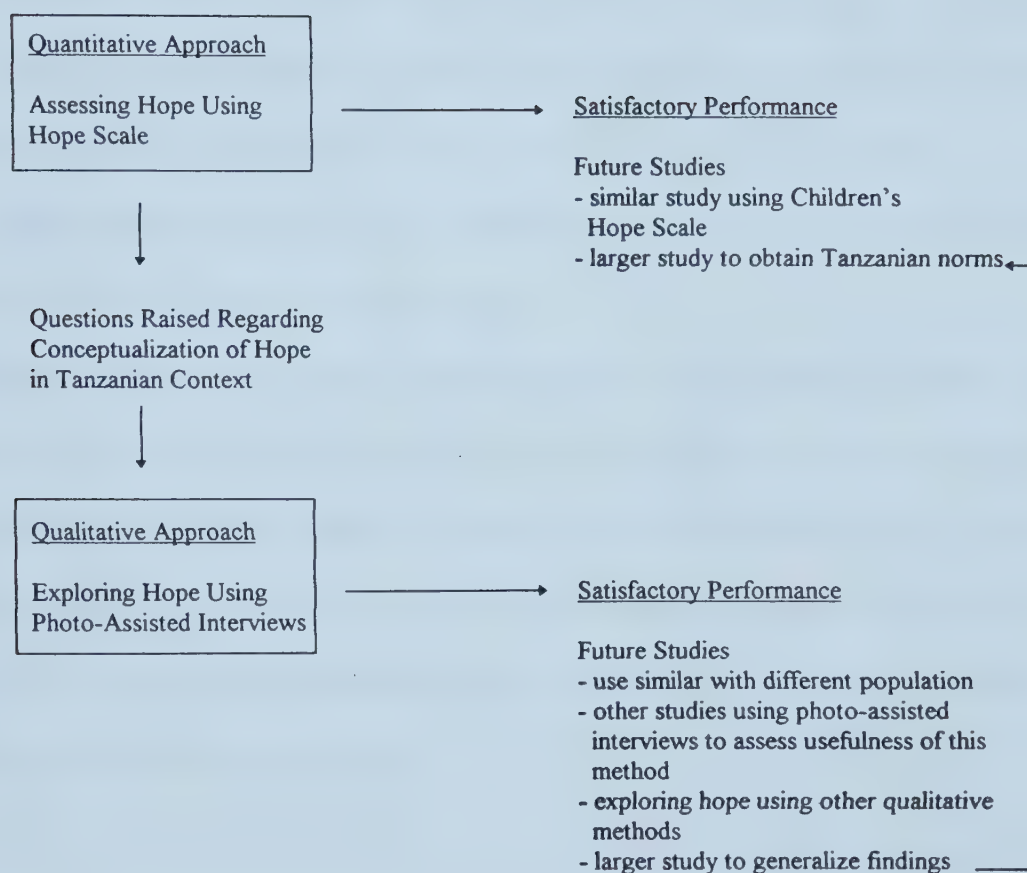 Quantitative Approach
Assessing Hope Using
Hope Scale
Satisfactory Performance
Future Studies
- similar study using Children's
Hope Scale
- larger study to obtain Tanzanian norms
Questions Raised Regarding
Conceptualization of Hope
in Tanzanian Context
Qualitative Approach
Exploring Hope Using
Photo-Assisted Interviews
Satisfactory Performance
Future Studies
- use similar with different population
- other studies using photo-assisted
interviews to assess usefulness of this
method
- exploring hope using other qualitative
methods
- larger study to generalize findings